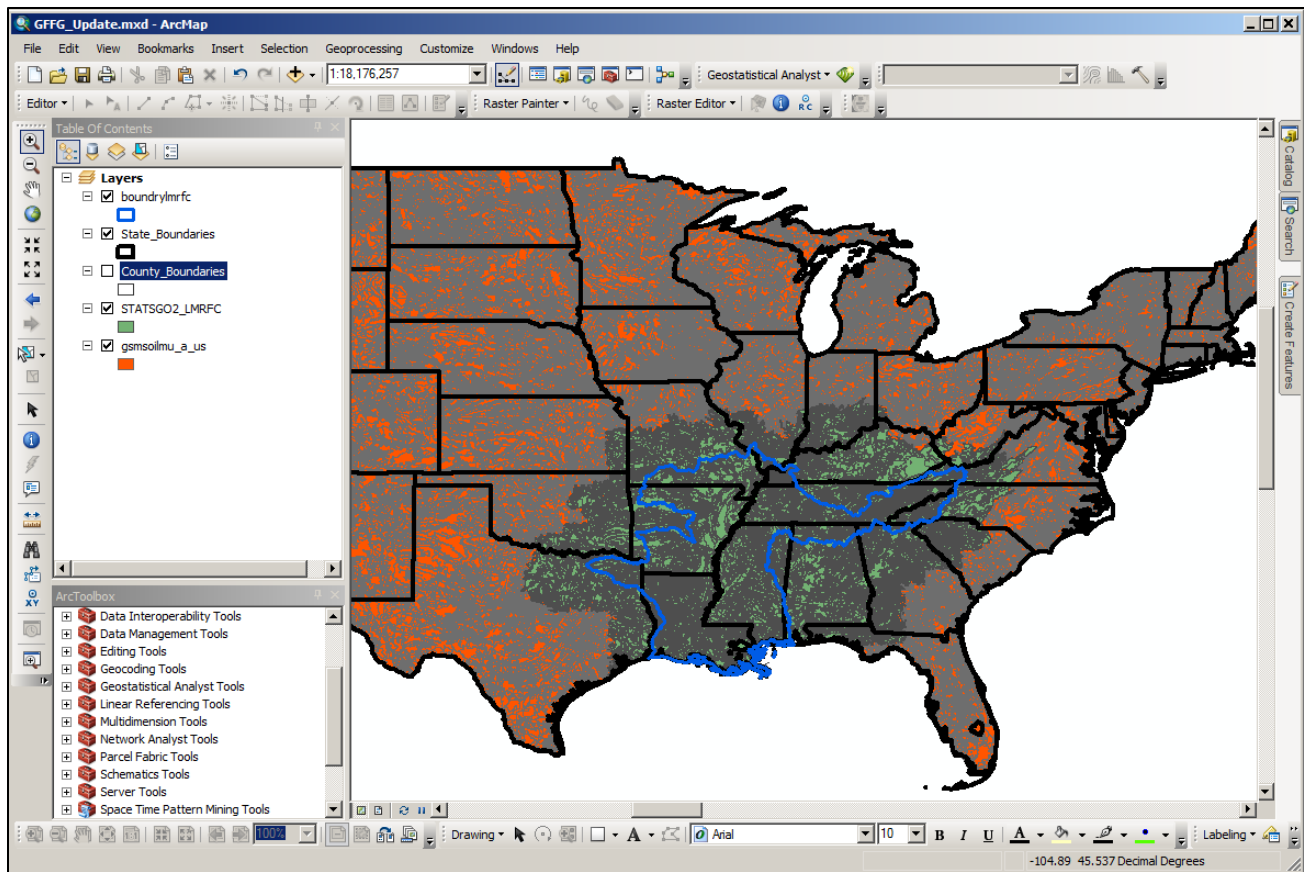 GFFG_Update.mxd - ArcMap
File Edit View Bookmarks Insert Selection Geoprocessing Customize Windows Help
1:18,176,257 Geostatistical Analyst
Editor Raster Painter Raster Editor R C
Table Of Contents
Layers
boundrylmrfc
State_Boundaries
County_Boundaries
STATSGO2_LMRFC
gsmsoilmu_a_us
XY
ArcToolbox
Data Interoperability Tools
Data Management Tools
Editing Tools
Geocoding Tools
Geostatistical Analyst Tools
Linear Referencing Tools
Multidimension Tools
Network Analyst Tools
Parcel Fabric Tools
Schematics Tools
Server Tools
Space Time Pattern Mining Tools
Catalog
Search
Create Features
100% Drawing A Arial 10 B I U A Labeling
-104.89 45.537 Decimal Degrees